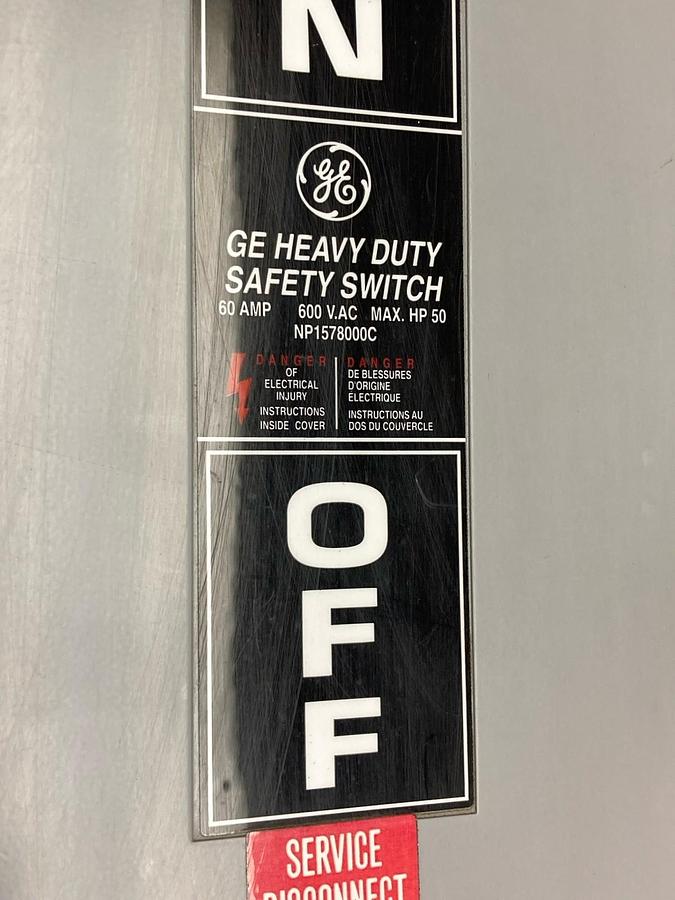 N
GE
GE HEAVY DUTY
SAFETY SWITCH
60 AMP 600 V.AC MAX. HP 50
NP1578000C
DANGER
OF
ELECTRICAL
INJURY
INSTRUCTIONS
INSIDE COVER
DANGER
DE BLESSURES
D'ORIGINE
ELECTRIQUE
INSTRUCTIONS AU
DOS DU COUVERCLE
O
F
F
SERVICE
DISCONNECT